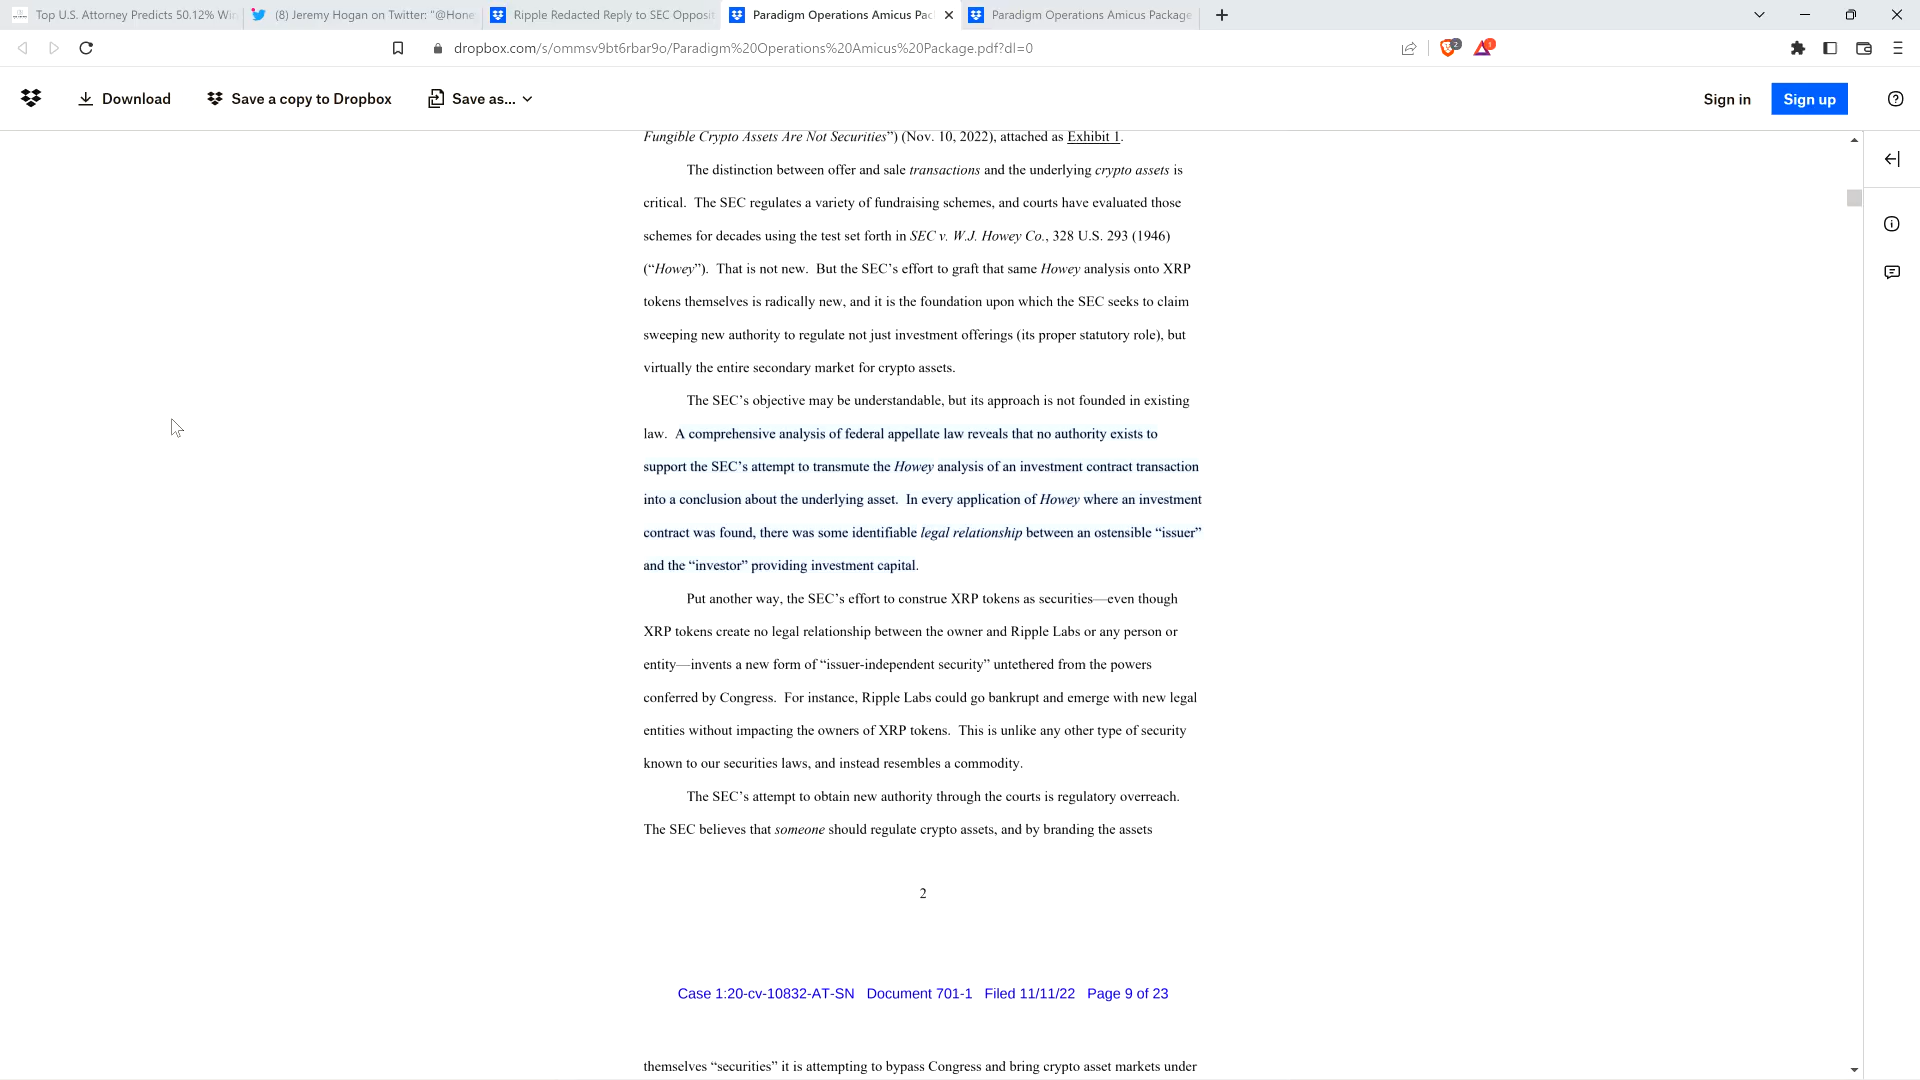 Top U.S. Attorney Predicts 50.12% Wi
(8) Jeremy Hogan on Twitter: "@Hone
Ripple Redacted Reply to SEC Opposit
Paradigm Operations Amicus Pac
Paradigm Operations Amicus Package
dropbox.com/s/ommsv9bt6rbar9o/Paradigm%20Operations%20Amicus%20Package.pdf?dl=0
2
1
Download
Save a copy to Dropbox
Save as...
Sign in
Sign up
Fungible Crypto Assets Are Not Securities”) (Nov. 10, 2022), attached as Exhibit 1.
The distinction between offer and sale transactions and the underlying crypto assets is
critical. The SEC regulates a variety of fundraising schemes, and courts have evaluated those
schemes for decades using the test set forth in SEC v. W.J. Howey Co., 328 U.S. 293 (1946)
(“Howey”). That is not new. But the SEC’s effort to graft that same Howey analysis onto XRP
tokens themselves is radically new, and it is the foundation upon which the SEC seeks to claim
sweeping new authority to regulate not just investment offerings (its proper statutory role), but
virtually the entire secondary market for crypto assets.
The SEC’s objective may be understandable, but its approach is not founded in existing
law. A comprehensive analysis of federal appellate law reveals that no authority exists to
support the SEC’s attempt to transmute the Howey analysis of an investment contract transaction
into a conclusion about the underlying asset. In every application of Howey where an investment
contract was found, there was some identifiable legal relationship between an ostensible “issuer”
and the “investor” providing investment capital.
Put another way, the SEC’s effort to construe XRP tokens as securities—even though
XRP tokens create no legal relationship between the owner and Ripple Labs or any person or
entity—invents a new form of “issuer-independent security” untethered from the powers
conferred by Congress. For instance, Ripple Labs could go bankrupt and emerge with new legal
entities without impacting the owners of XRP tokens. This is unlike any other type of security
known to our securities laws, and instead resembles a commodity.
The SEC’s attempt to obtain new authority through the courts is regulatory overreach.
The SEC believes that someone should regulate crypto assets, and by branding the assets
2
Case 1:20-cv-10832-AT-SN Document 701-1 Filed 11/11/22 Page 9 of 23
themselves “securities” it is attempting to bypass Congress and bring crypto asset markets under